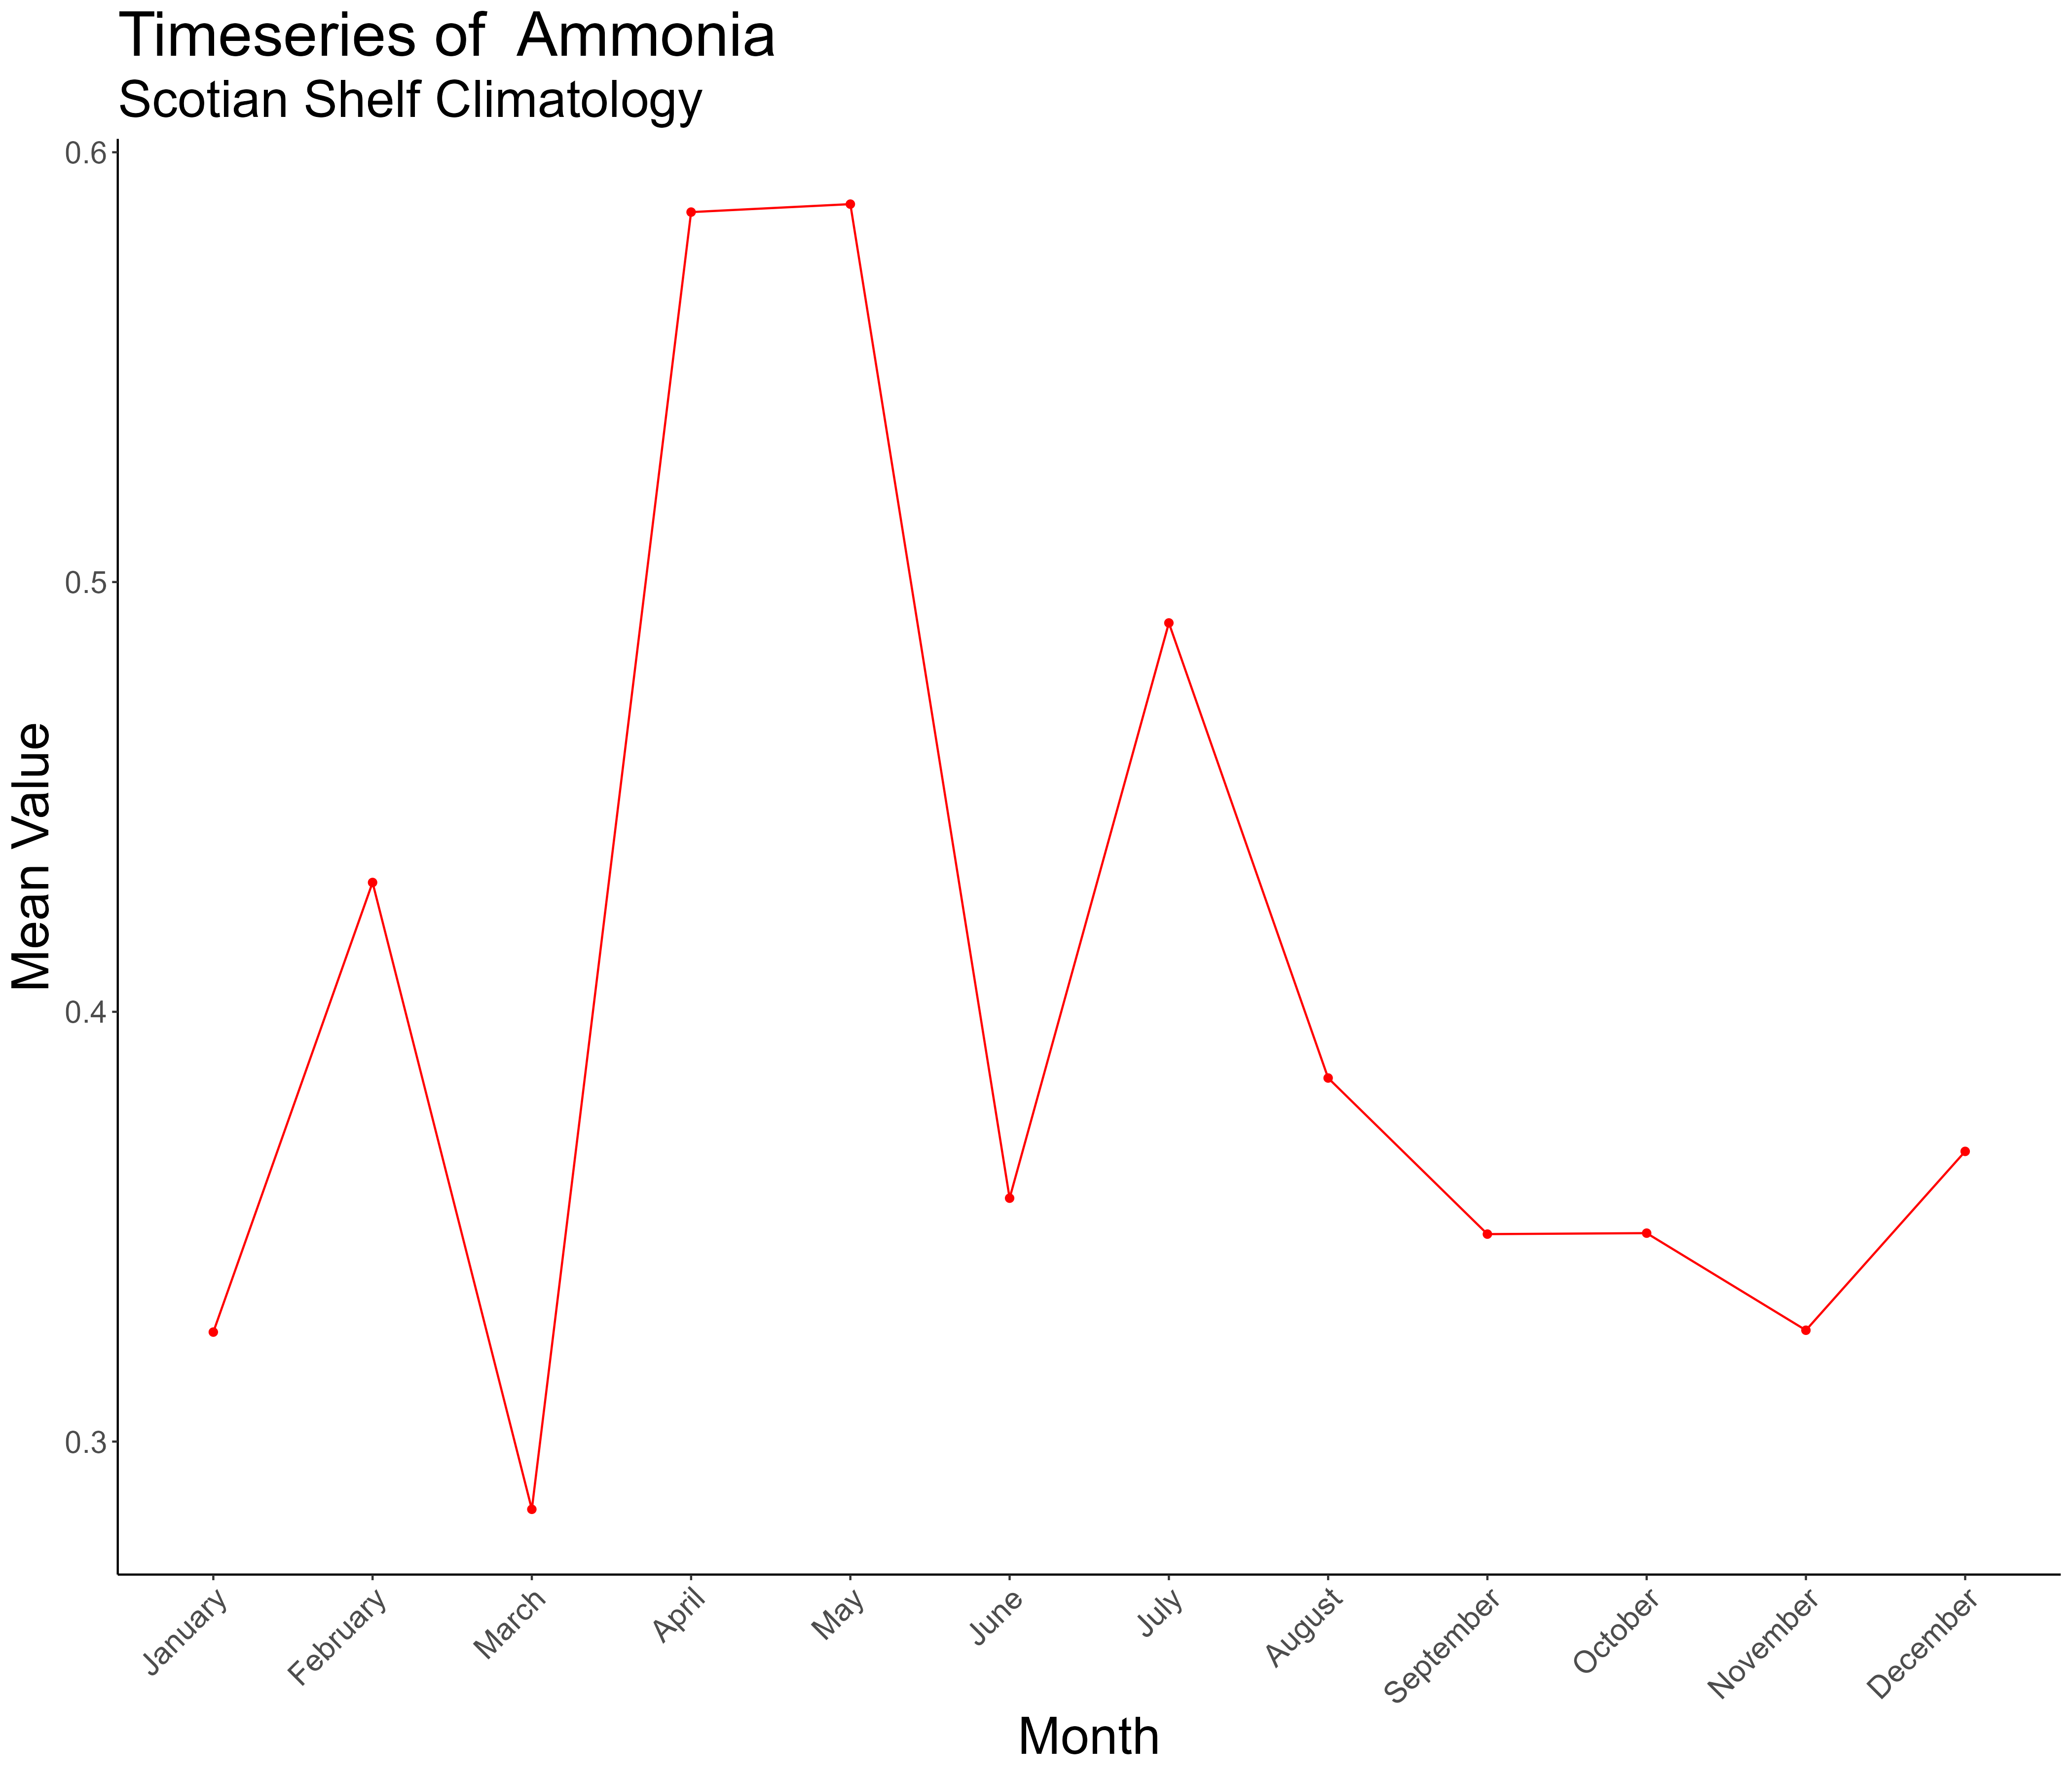 Timeseries of  Ammonia
Scotian Shelf Climatology
0.6
0.5
0.4
0.3
Mean Value
January
February
March
April
May
June
July
August
September
October
November
December
Month